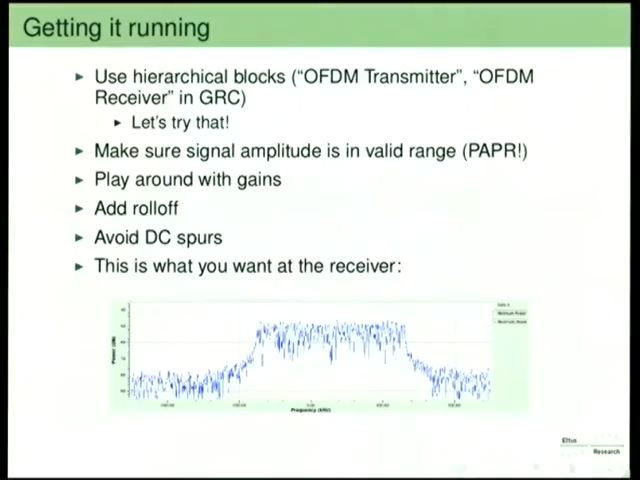 Getting it running
Use hierarchical blocks ("OFDM Transmitter", "OFDM
Receiver" in GRC)
Let's try that!
Make sure signal amplitude is in valid range (PAPR!)
Play around with gains
Add rolloff
Avoid DC spurs
This is what you want at the receiver:
Power (dB)
Frequency (kHz)
Ettus
Research